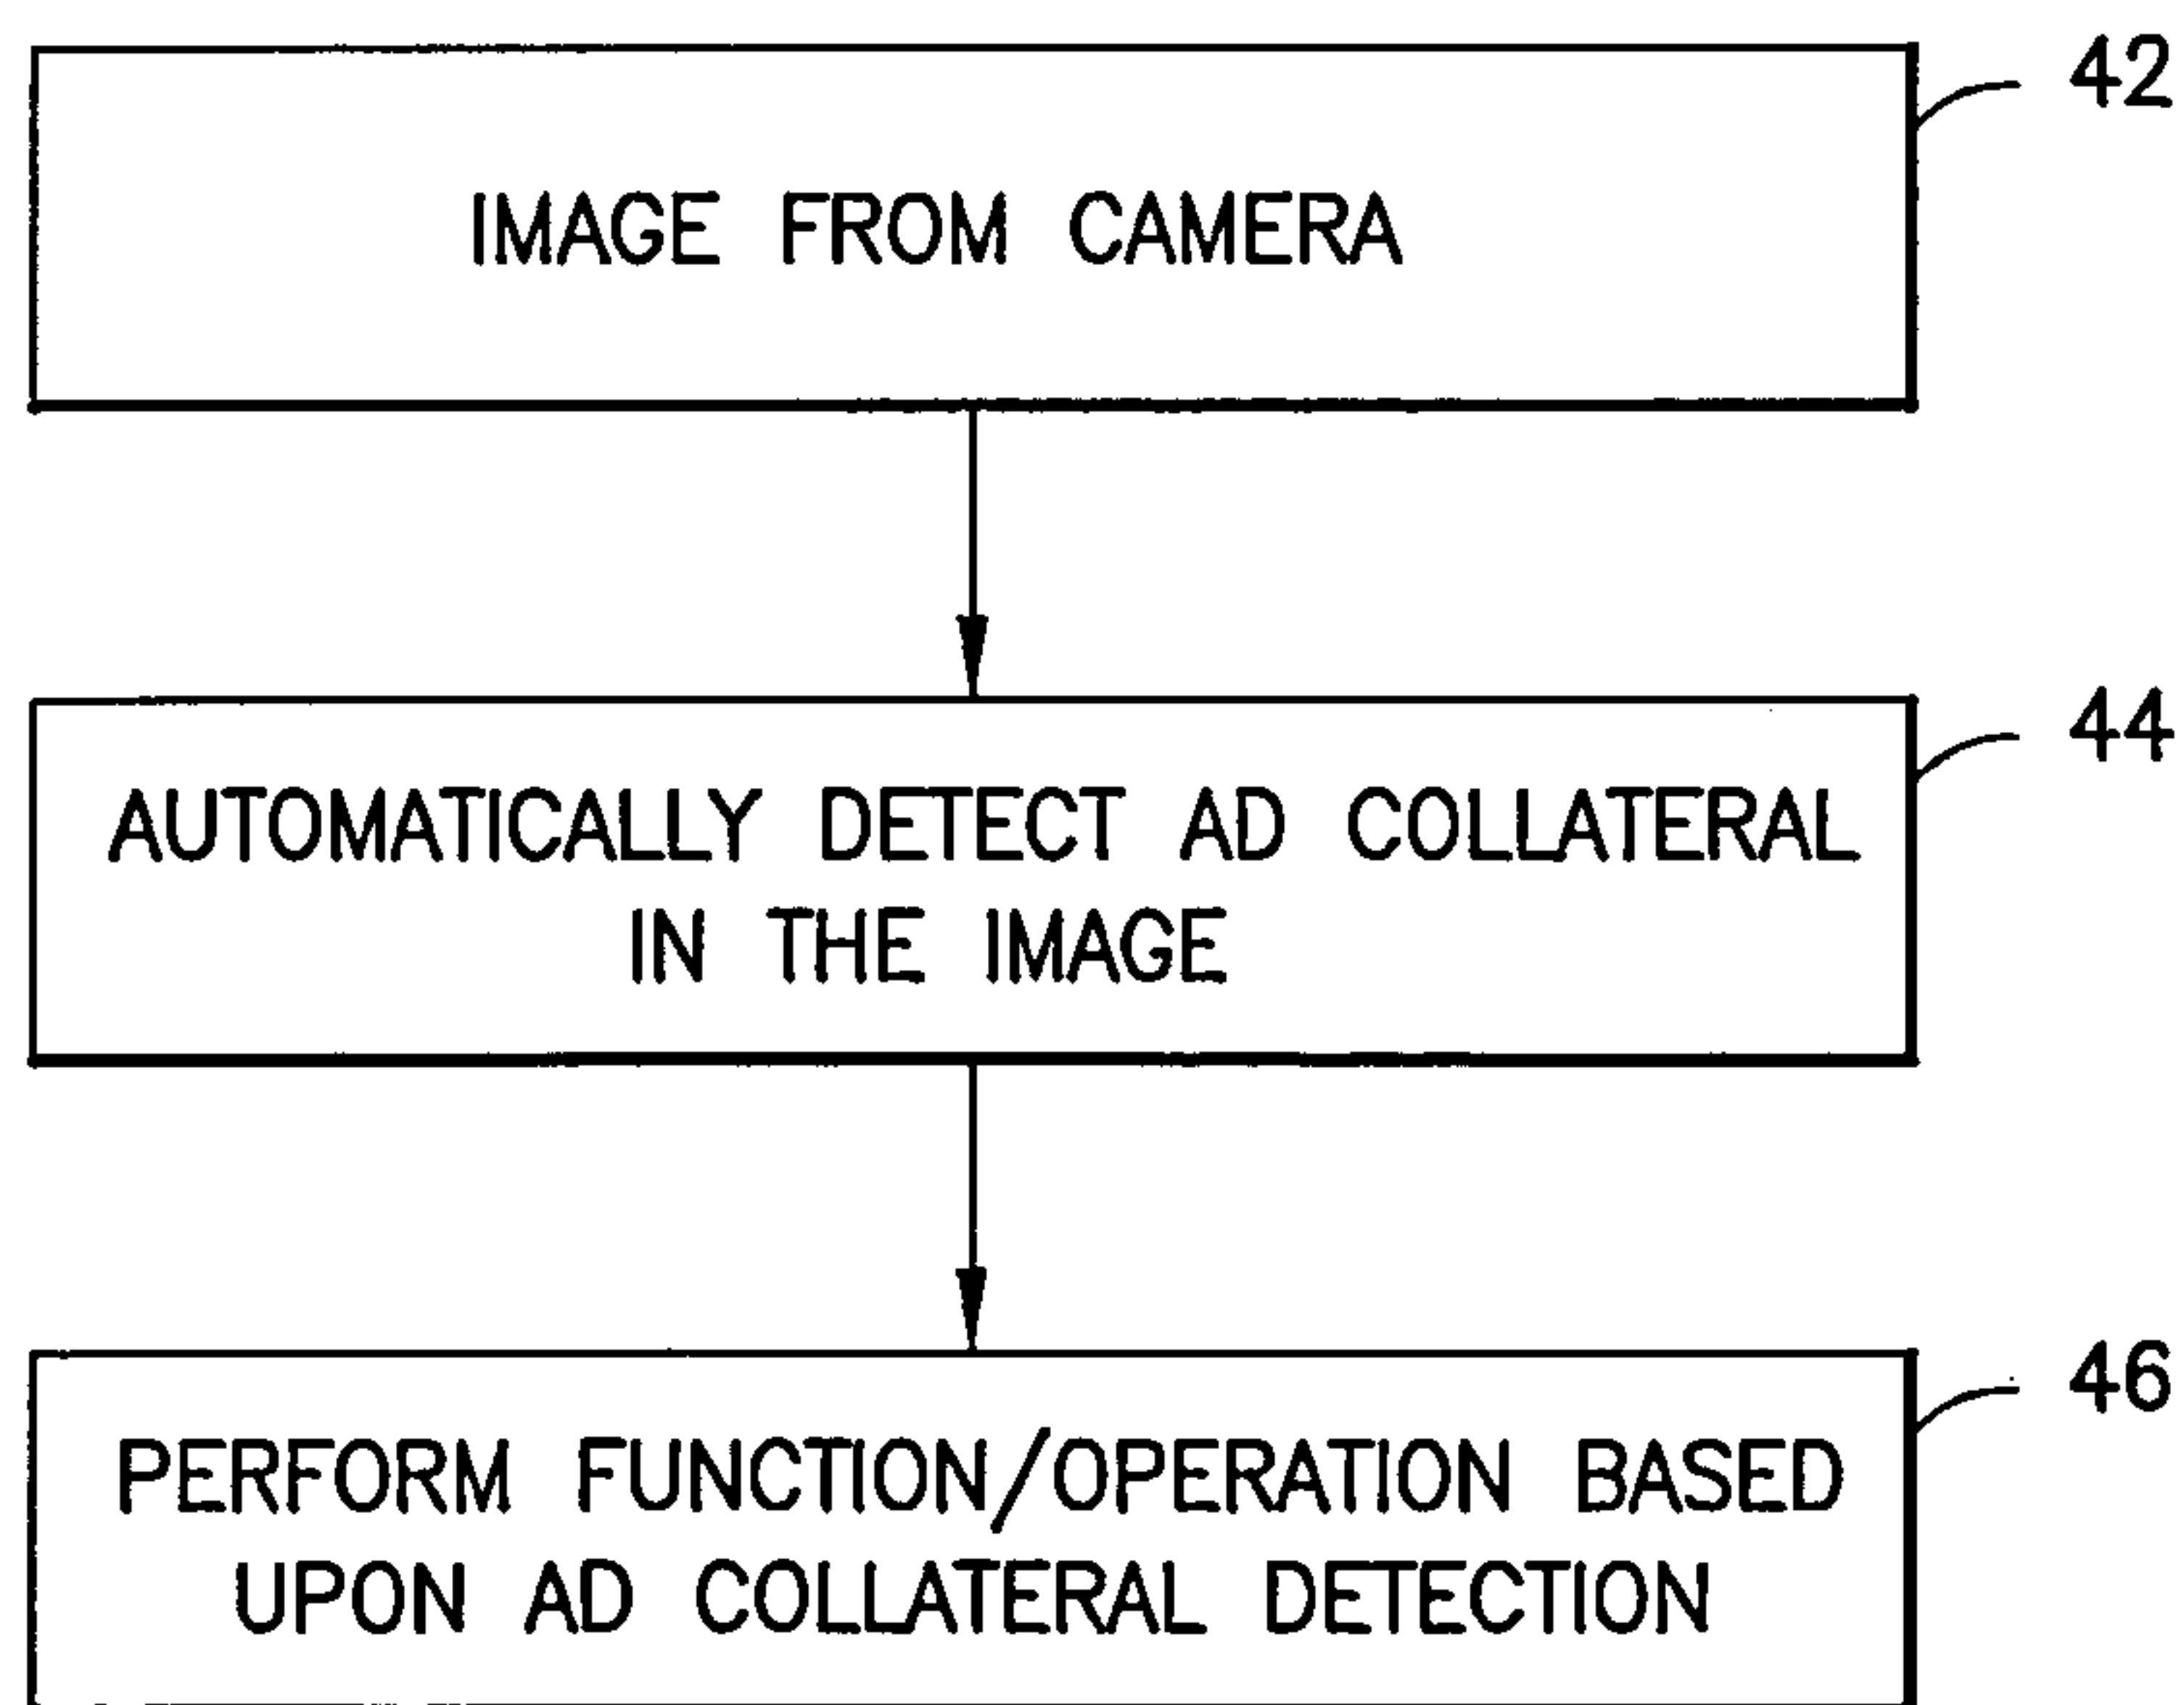 42
IMAGE FROM CAMERA
44
AUTOMATICALLY DETECT AD COLLATERAL
IN THE IMAGE
46
PERFORM FUNCTION/OPERATION BASED
UPON AD COLLATERAL DETECTION